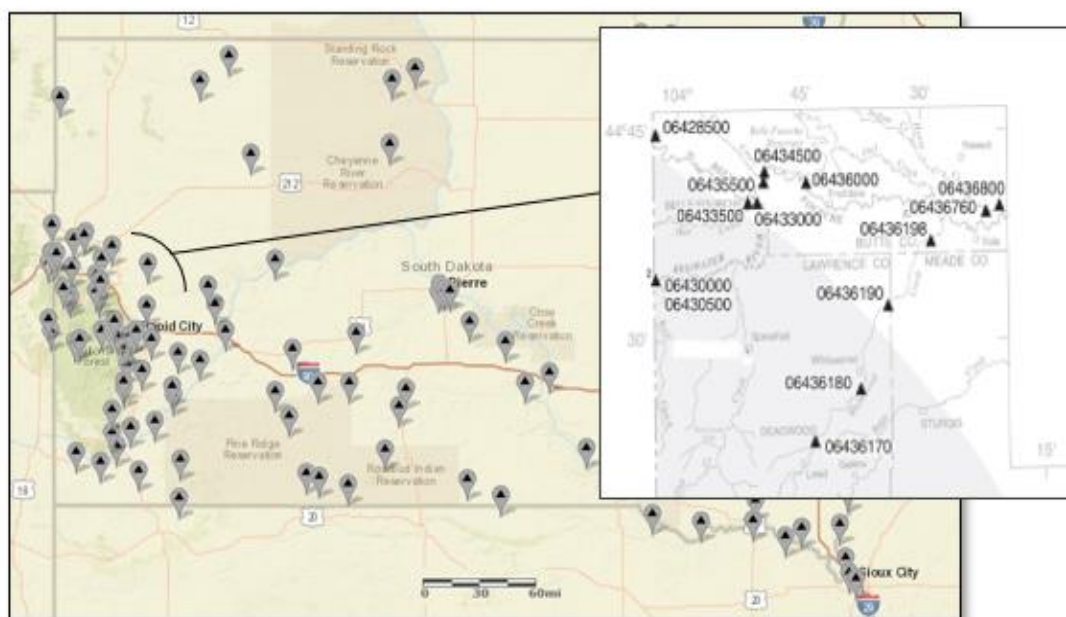 12
Standing Rock
Reservation
Cheyenne
River
Reservation
212
South Dakota
Pierre
Crow
Creek
Reservation
Pine Ridge
Reservation
Rosebud Indian
Reservation
18
20
0 30 60mi
20
Sioux City
29
104°
45'
30'
44°45'
06428500
06434500
06435500
06436000
06436800
06436760
06433500
06433000
06436198
BUTTE CO
LAWRENCE CO
MEADE CO
2
06430000
06430500
06436190
30'
Spearfish
Whitewood
06436180
DEADWOOD
STURGIS
06436170
Lead
15'